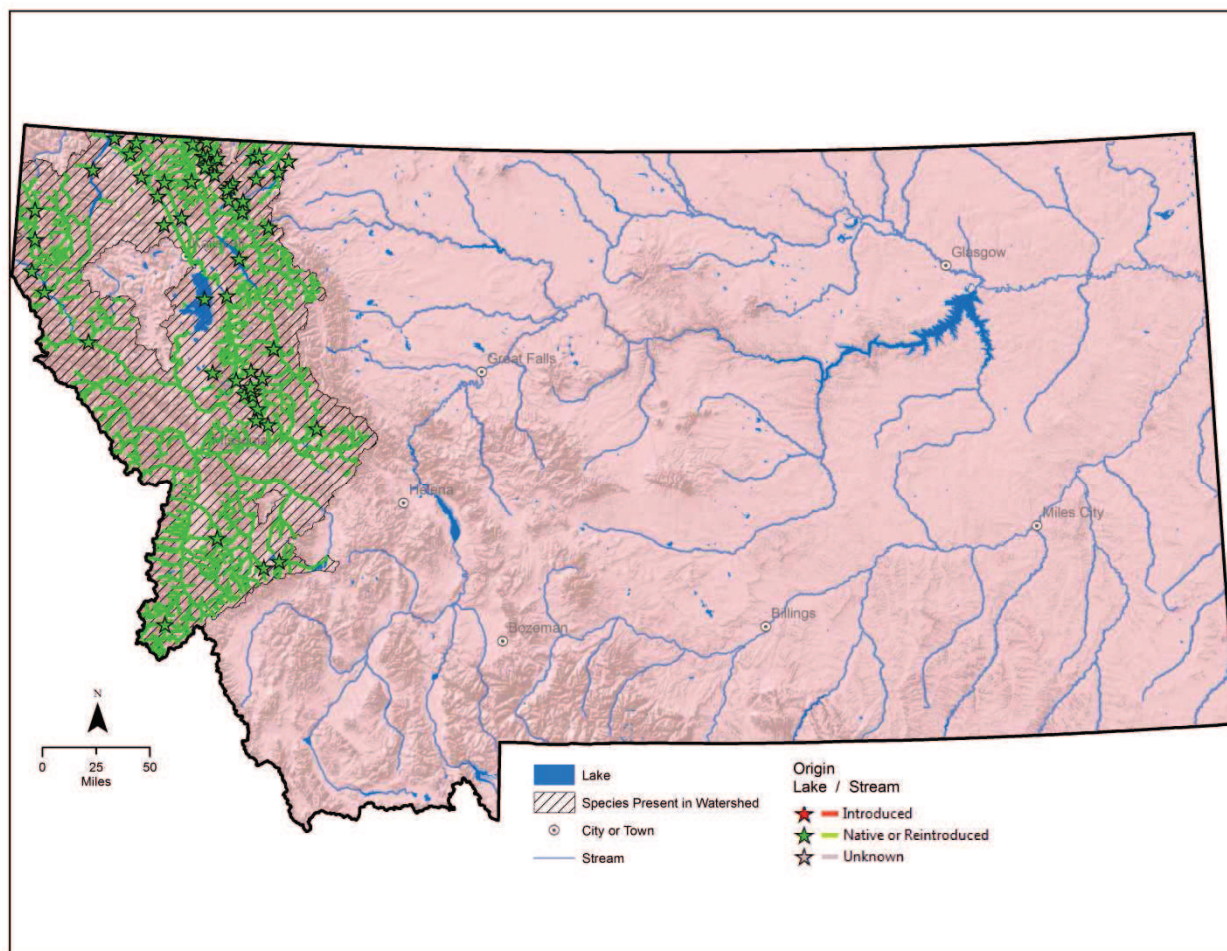 Glasgow
Great Falls
Helena
Miles City
Billings
Bozeman
N
0 25 50
Miles
Lake
Species Present in Watershed
City or Town
Stream
Origin
Lake / Stream
Introduced
Native or Reintroduced
Unknown